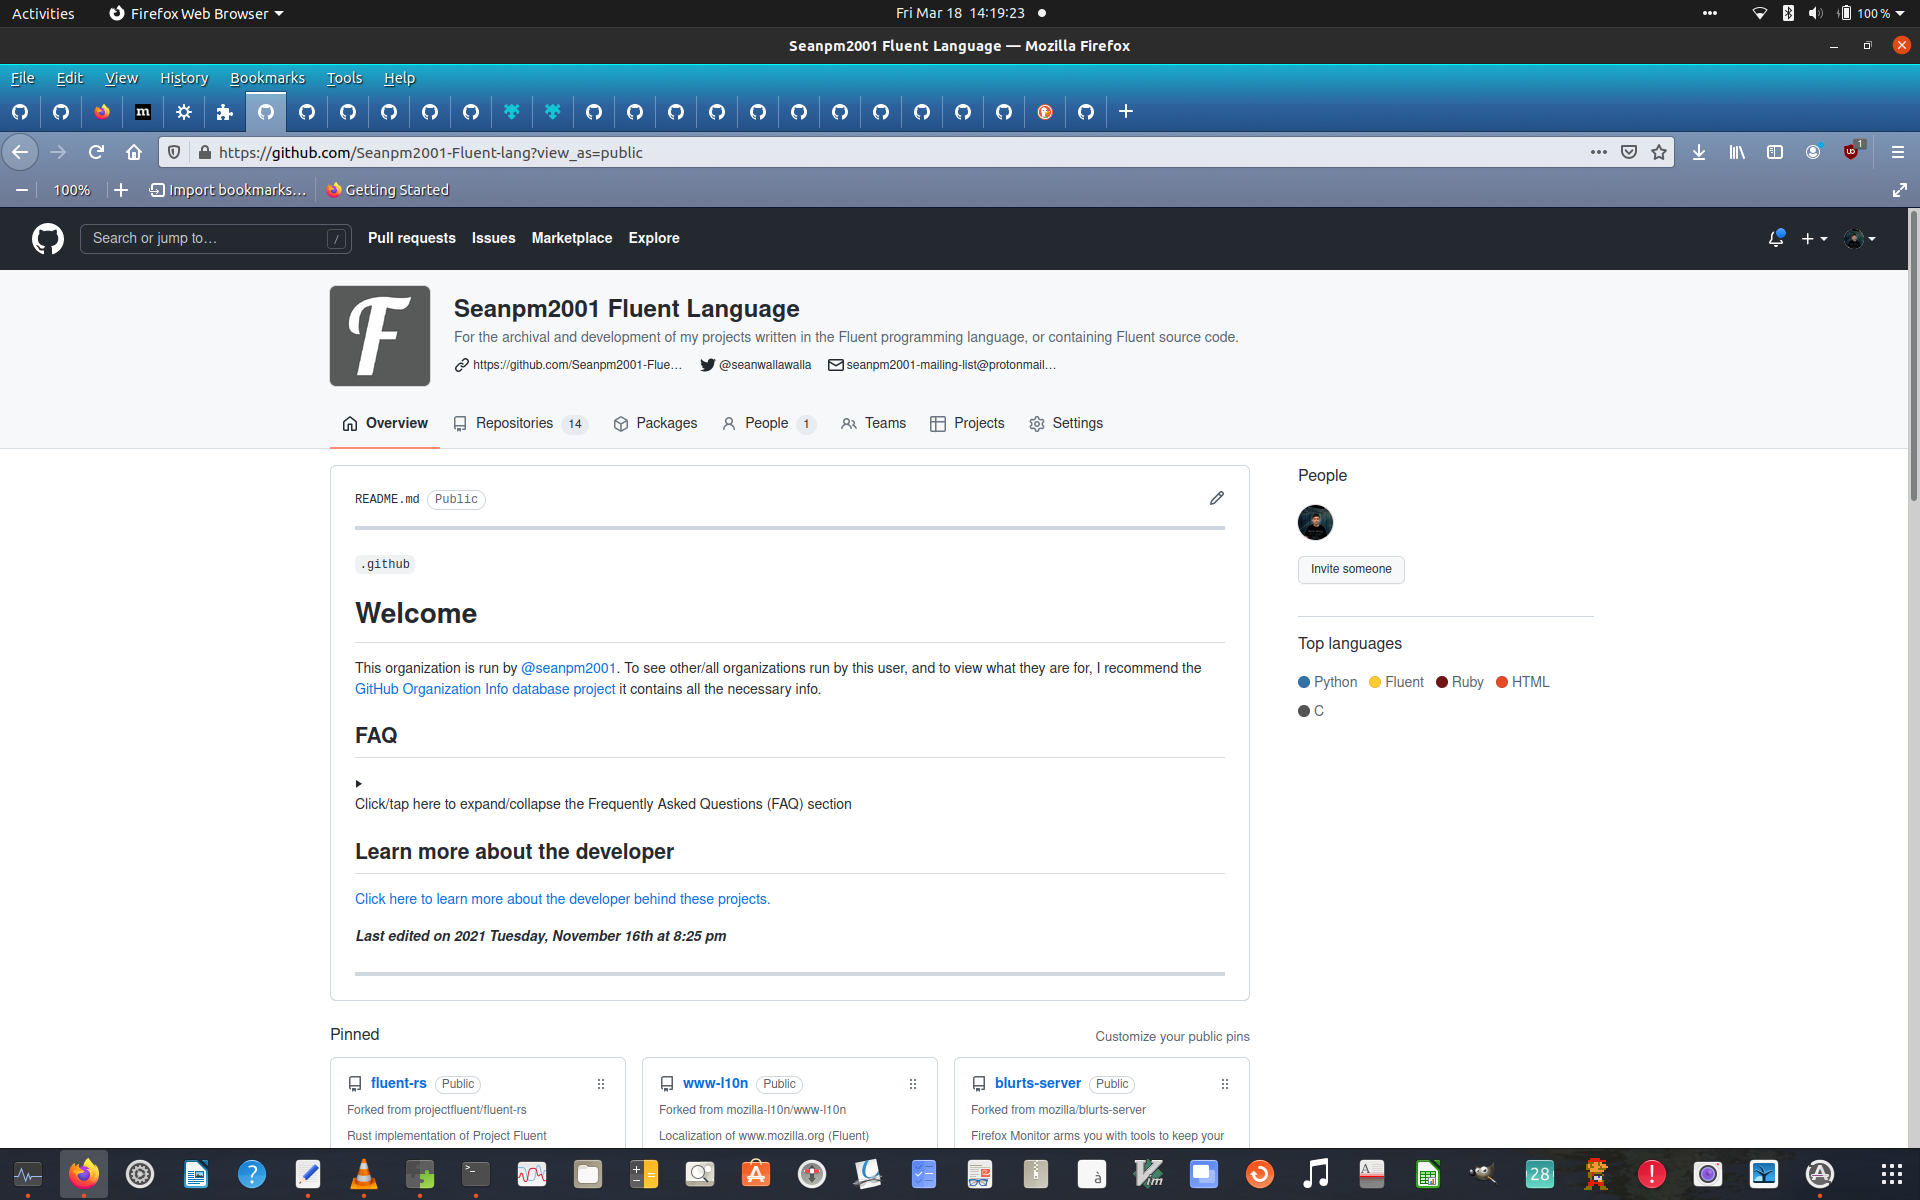 Activities
Firefox Web Browser
Fri Mar 18 14:19:23
100 %
Seanpm2001 Fluent Language — Mozilla Firefox
File Edit View History Bookmarks Tools Help
https://github.com/Seanpm2001-Fluent-lang?view_as=public
1
100%
Import bookmarks…
Getting Started
Search or jump to…
/
Pull requests Issues Marketplace Explore
F
Seanpm2001 Fluent Language
For the archival and development of my projects written in the Fluent programming language, or containing Fluent source code.
https://github.com/Seanpm2001-Flue… @seanwallawalla seanpm2001-mailing-list@protonmail…
Overview Repositories 14 Packages People 1 Teams Projects Settings
README.md Public
.github
Welcome
This organization is run by @seanpm2001. To see other/all organizations run by this user, and to view what they are for, I recommend the
GitHub Organization Info database project it contains all the necessary info.
FAQ
Click/tap here to expand/collapse the Frequently Asked Questions (FAQ) section
Learn more about the developer
Click here to learn more about the developer behind these projects.
Last edited on 2021 Tuesday, November 16th at 8:25 pm
People
Invite someone
Top languages
Python Fluent Ruby HTML
C
Pinned
Customize your public pins
fluent-rs Public
Forked from projectfluent/fluent-rs
Rust implementation of Project Fluent
www-l10n Public
Forked from mozilla-l10n/www-l10n
Localization of www.mozilla.org (Fluent)
blurts-server Public
Forked from mozilla/blurts-server
Firefox Monitor arms you with tools to keep your
28